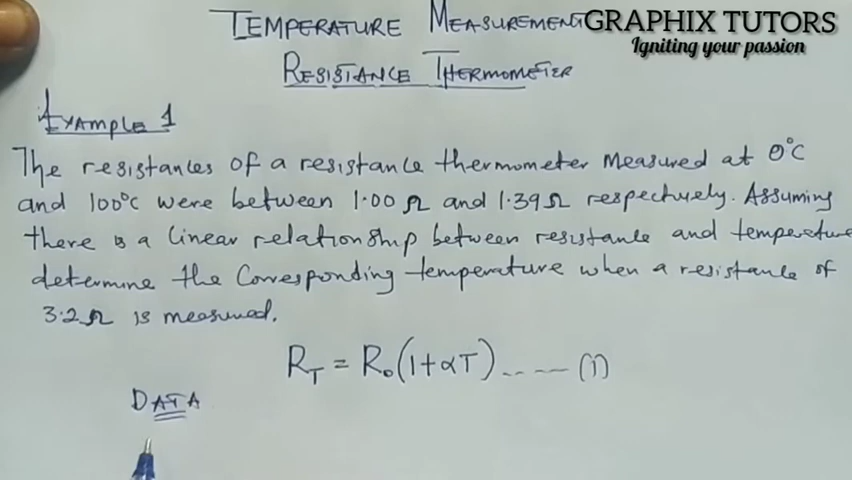 TEMPERATURE MEASUREMENT
GRAPHIX TUTORS
Igniting your passion
RESISTANCE THERMOMETER
EXAMPLE 1
The resistances of a resistance thermometer measured at 0°C
and 100°C were between 1.00 Ω and 1.39Ω respectively. Assuming
there is a linear relationship between resistance and temperature
determine the corresponding temperature when a resistance of
3.2Ω is measured.
R_T = R_0 (1 + αT) ...... (1)
DATA